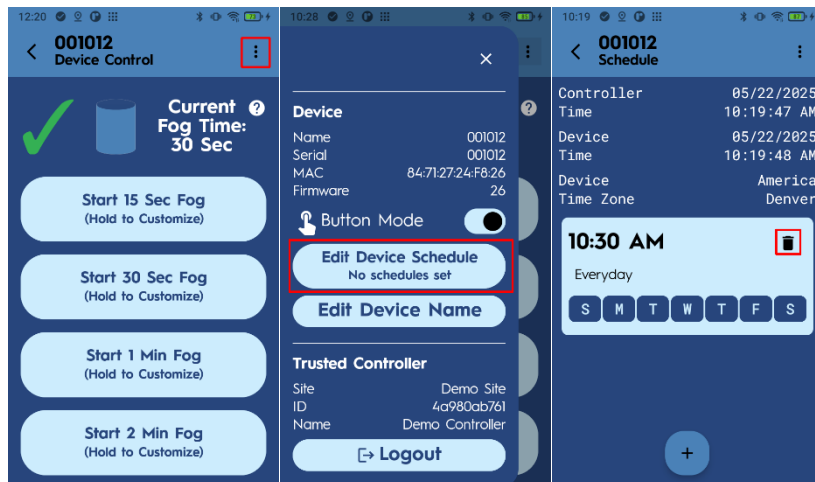 12:20
001012
Device Control
Current
Fog Time:
30 Sec
Start 15 Sec Fog
(Hold to Customize)
Start 30 Sec Fog
(Hold to Customize)
Start 1 Min Fog
(Hold to Customize)
Start 2 Min Fog
(Hold to Customize)
10:28
Device
Name 001012
Serial 001012
MAC 84:71:27:24:F8:26
Firmware 26
Button Mode
Edit Device Schedule
No schedules set
Edit Device Name
Trusted Controller
Site Demo Site
ID 4a980ab761
Name Demo Controller
Logout
10:19
001012
Schedule
Controller 05/22/2025
Time 10:19:47 AM
Device 05/22/2025
Time 10:19:48 AM
Device America
Time Zone Denver
10:30 AM
Everyday
S M T W T F S
+